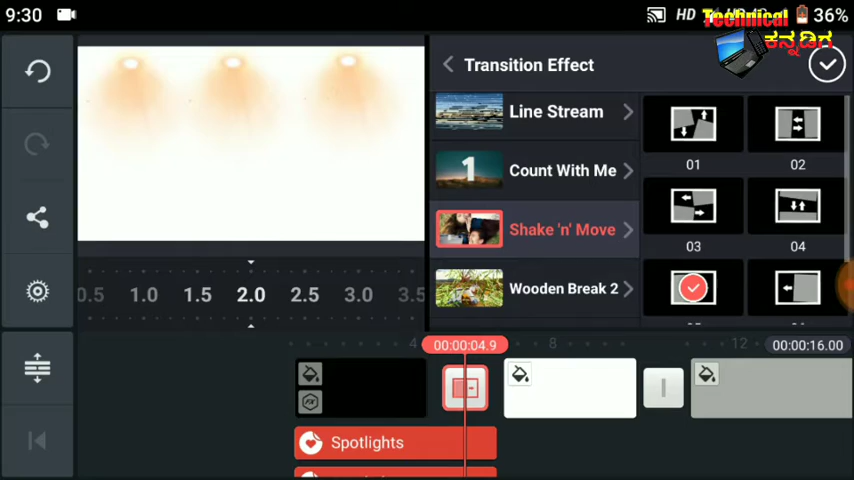 9:30
HD
36%
Technical
ಕನ್ನಡಿಗ
Transition Effect
Line Stream
1
Count With Me
Shake 'n' Move
Wooden Break 2
01
02
03
04
0.5 1.0 1.5 2.0 2.5 3.0 3.5
4
00:00:04.9
8
12
00:00:16.00
FX
Spotlights